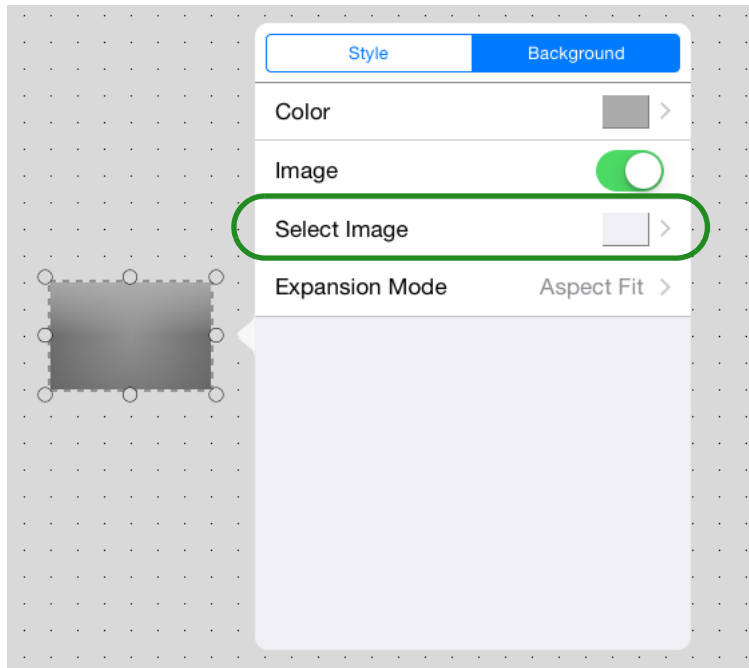 Style Background
Color
Image
Select Image
Expansion Mode Aspect Fit